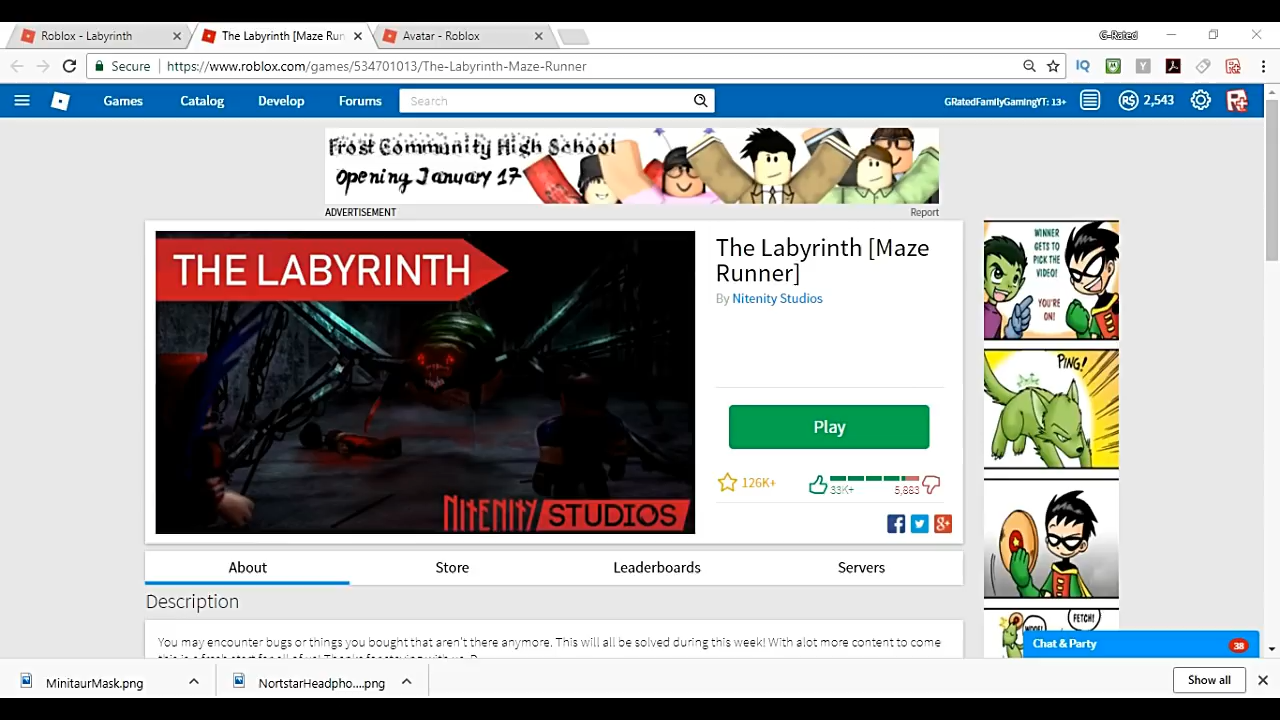 Roblox - Labyrinth
The Labyrinth [Maze Run
Avatar - Roblox
G-Rated
Secure
https://www.roblox.com/games/534701013/The-Labyrinth-Maze-Runner
IQ
Games
Catalog
Develop
Forums
Search
GRatedFamilyGamingYT: 13+
R$ 2,543
Frost Community High School
Opening January 17
ADVERTISEMENT
Report
THE LABYRINTH
NITENITY STUDIOS
The Labyrinth [Maze
Runner]
By Nitenity Studios
Play
126K+
33K+
5,883
WINNER
GETS TO
PICK THE
VIDEO!
YOU'RE
ON!
PING!
FETCH!
About
Store
Leaderboards
Servers
Description
You may encounter bugs or things you bought that aren't there anymore. This will all be solved during this week! With alot more content to come
Chat & Party
38
MinitaurMask.png
NortstarHeadpho....png
Show all